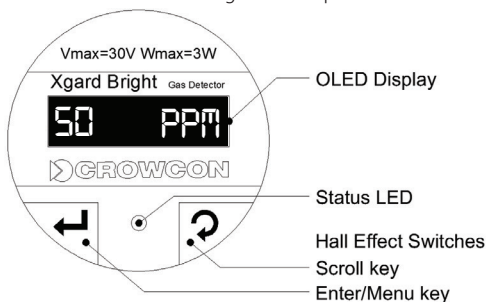 Vmax=30V Wmax=3W
Xgard Bright Gas Detector
50 PPM
CROWCON
OLED Display
Status LED
Hall Effect Switches
Scroll key
Enter/Menu key